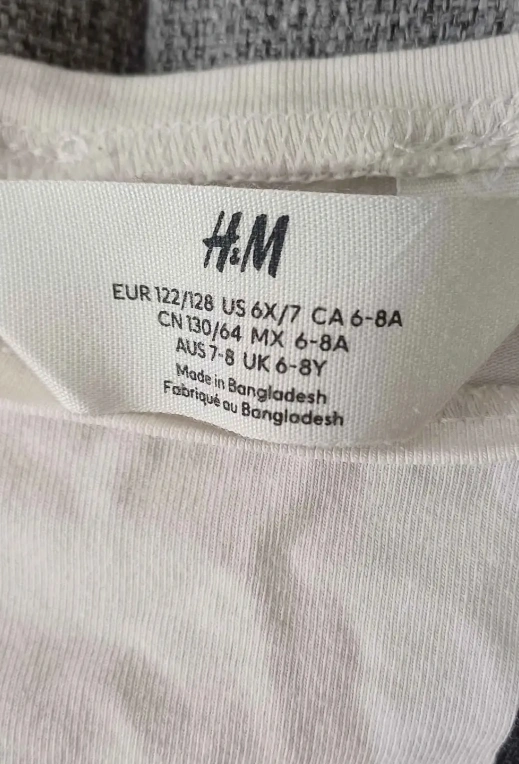 H&M
EUR 122/128 US 6X/7 CA 6-8A
CN 130/64 MX 6-8A
AUS 7-8 UK 6-8Y
Made in Bangladesh
Fabriqué au Bangladesh